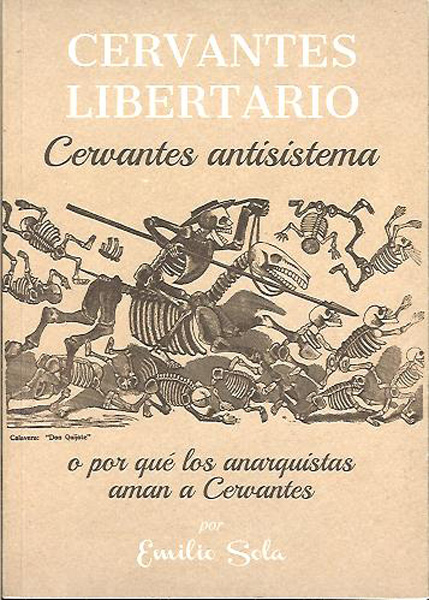 CERVANTES
LIBERTARIO
Cervantes antisistema
Calavera: "Don Quijote"
o por qué los anarquistas
aman a Cervantes
por
Emilio Sola